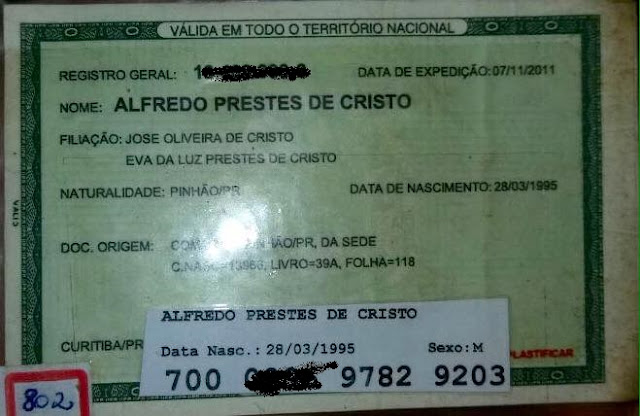 VÁLIDA EM TODO O TERRITÓRIO NACIONAL
REGISTRO GERAL: DATA DE EXPEDIÇÃO: 07/11/2011
NOME: ALFREDO PRESTES DE CRISTO
FILIAÇÃO: JOSE OLIVEIRA DE CRISTO
EVA DA LUZ PRESTES DE CRISTO
NATURALIDADE: PINHÃO/PR DATA DE NASCIMENTO: 28/03/1995
DOC. ORIGEM: DA SEDE
LIVRO=39A, FOLHA=118
CURITIBA/PR
PLASTIFICAR
ALFREDO PRESTES DE CRISTO
Data Nasc.: 28/03/1995 Sexo: M
700 9782 9203
802